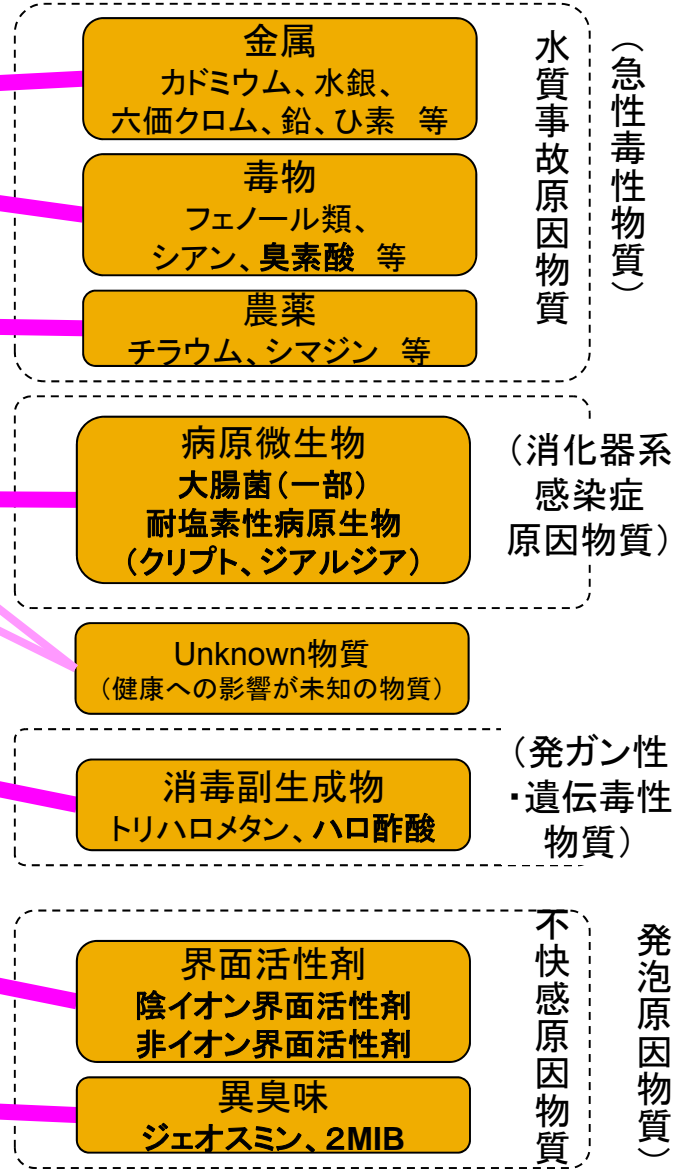 金属
カドミウム、水銀、
六価クロム、鉛、ひ素 等
毒物
フェノール類、
シアン、臭素酸 等
農薬
チラウム、シマジン 等
水質事故原因物質
（急性毒性物質）
病原微生物
大腸菌（一部）
耐塩素性病原生物
（クリプト、ジアルジア）
（消化器系
感染症
原因物質）
Unknown物質
（健康への影響が未知の物質）
消毒副生成物
トリハロメタン、ハロ酢酸
（発ガン性
・遺伝毒性
物質）
界面活性剤
陰イオン界面活性剤
非イオン界面活性剤
異臭味
ジェオスミン、2MIB
不快感原因物質
発泡原因物質）